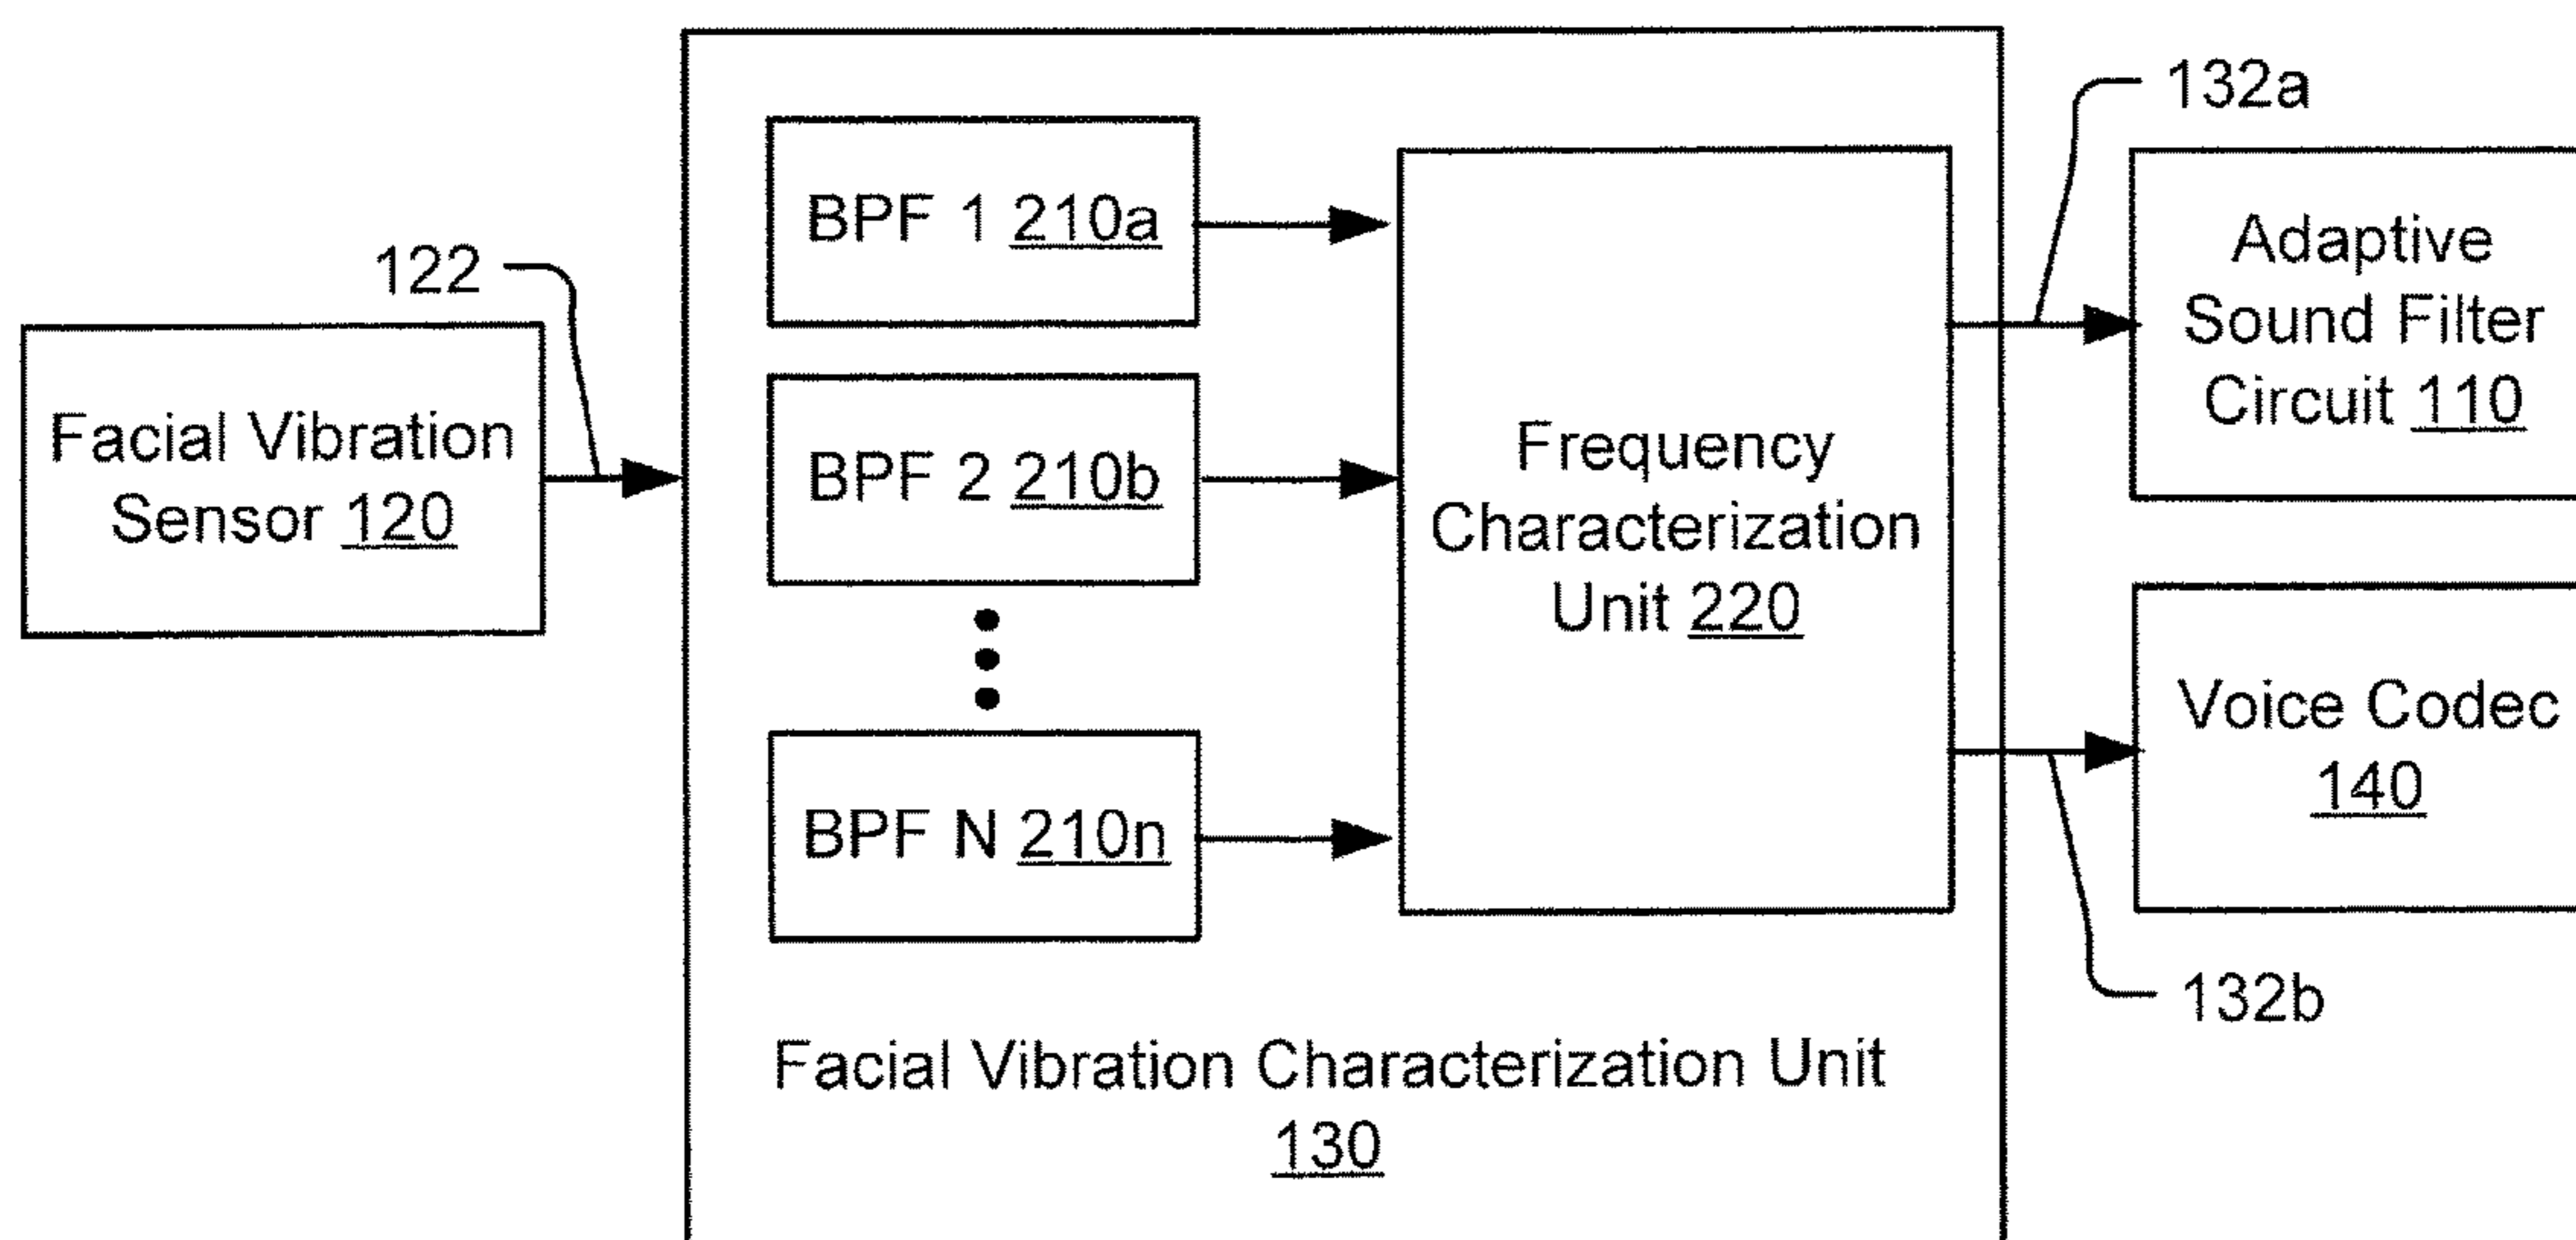 122
Facial Vibration
Sensor 120
BPF 1 210a
BPF 2 210b
BPF N 210n
Frequency
Characterization
Unit 220
Facial Vibration Characterization Unit
130
132a
Adaptive
Sound Filter
Circuit 110
Voice Codec
140
132b